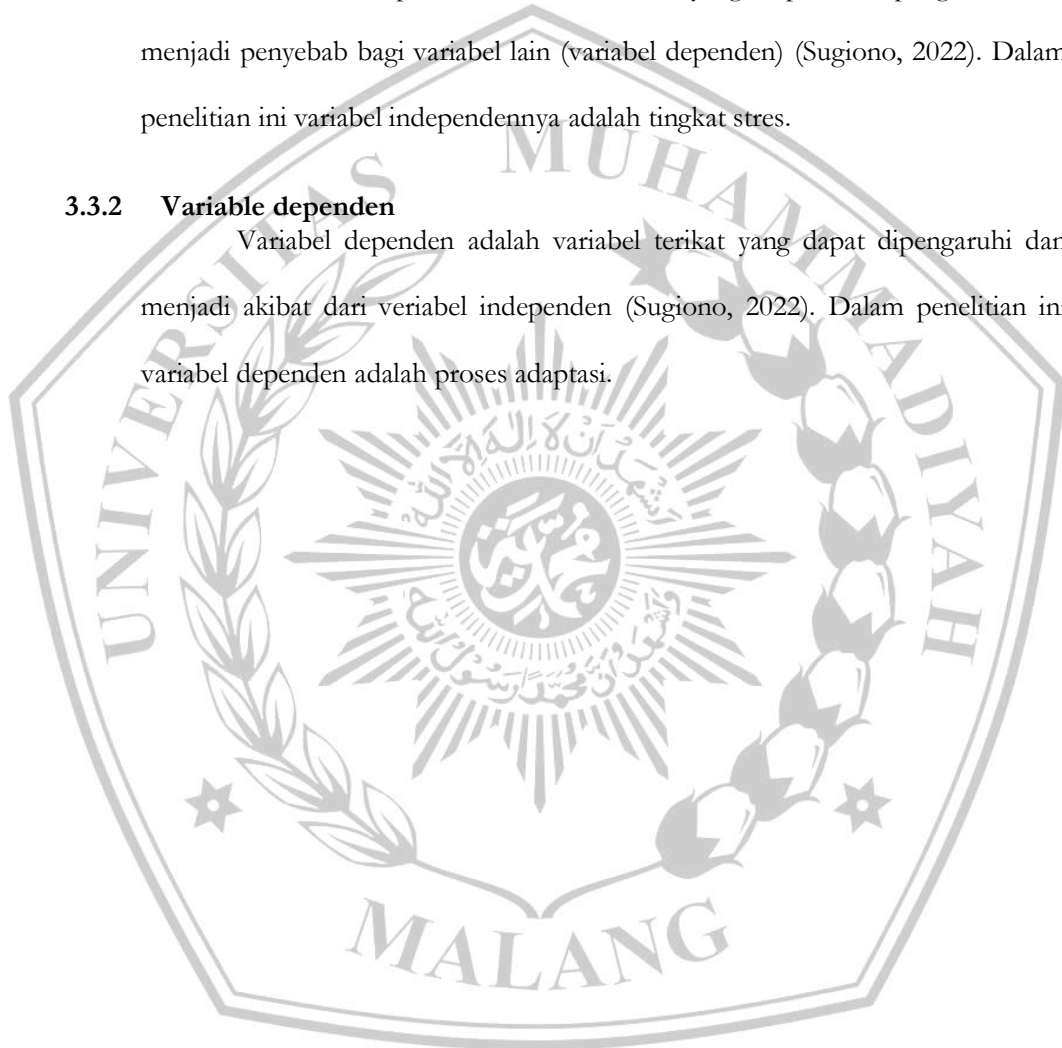 menjadi penyebab bagi variabel lain (variabel dependen) (Sugiono, 2022). Dalam
penelitian ini variabel independennya adalah tingkat stres.
3.3.2 Variable dependen
Variabel dependen adalah variabel terikat yang dapat dipengaruhi dan
menjadi akibat dari veriabel independen (Sugiono, 2022). Dalam penelitian ini
variabel dependen adalah proses adaptasi.
UNIVERSITAS MUHAMMADIYAH
MALANG